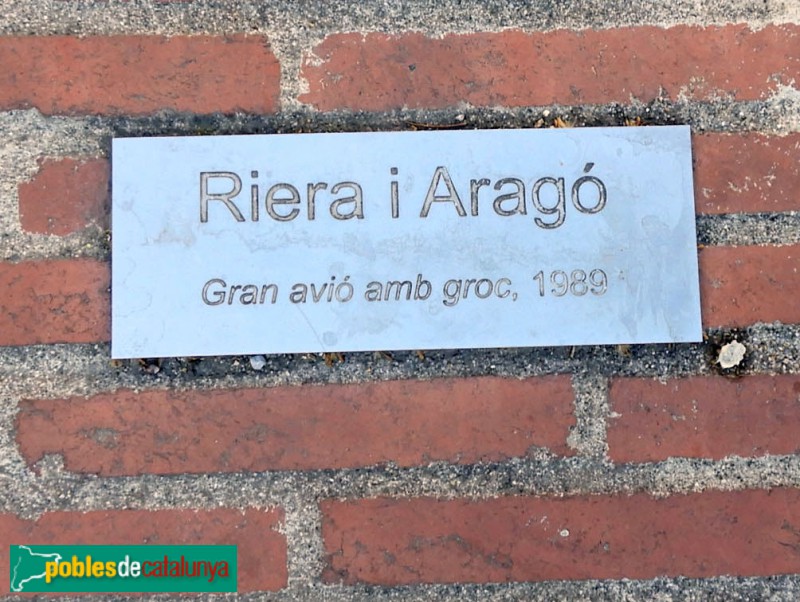 Riera i Aragó
Gran avió amb groc, 1989
poblesdecatalunya